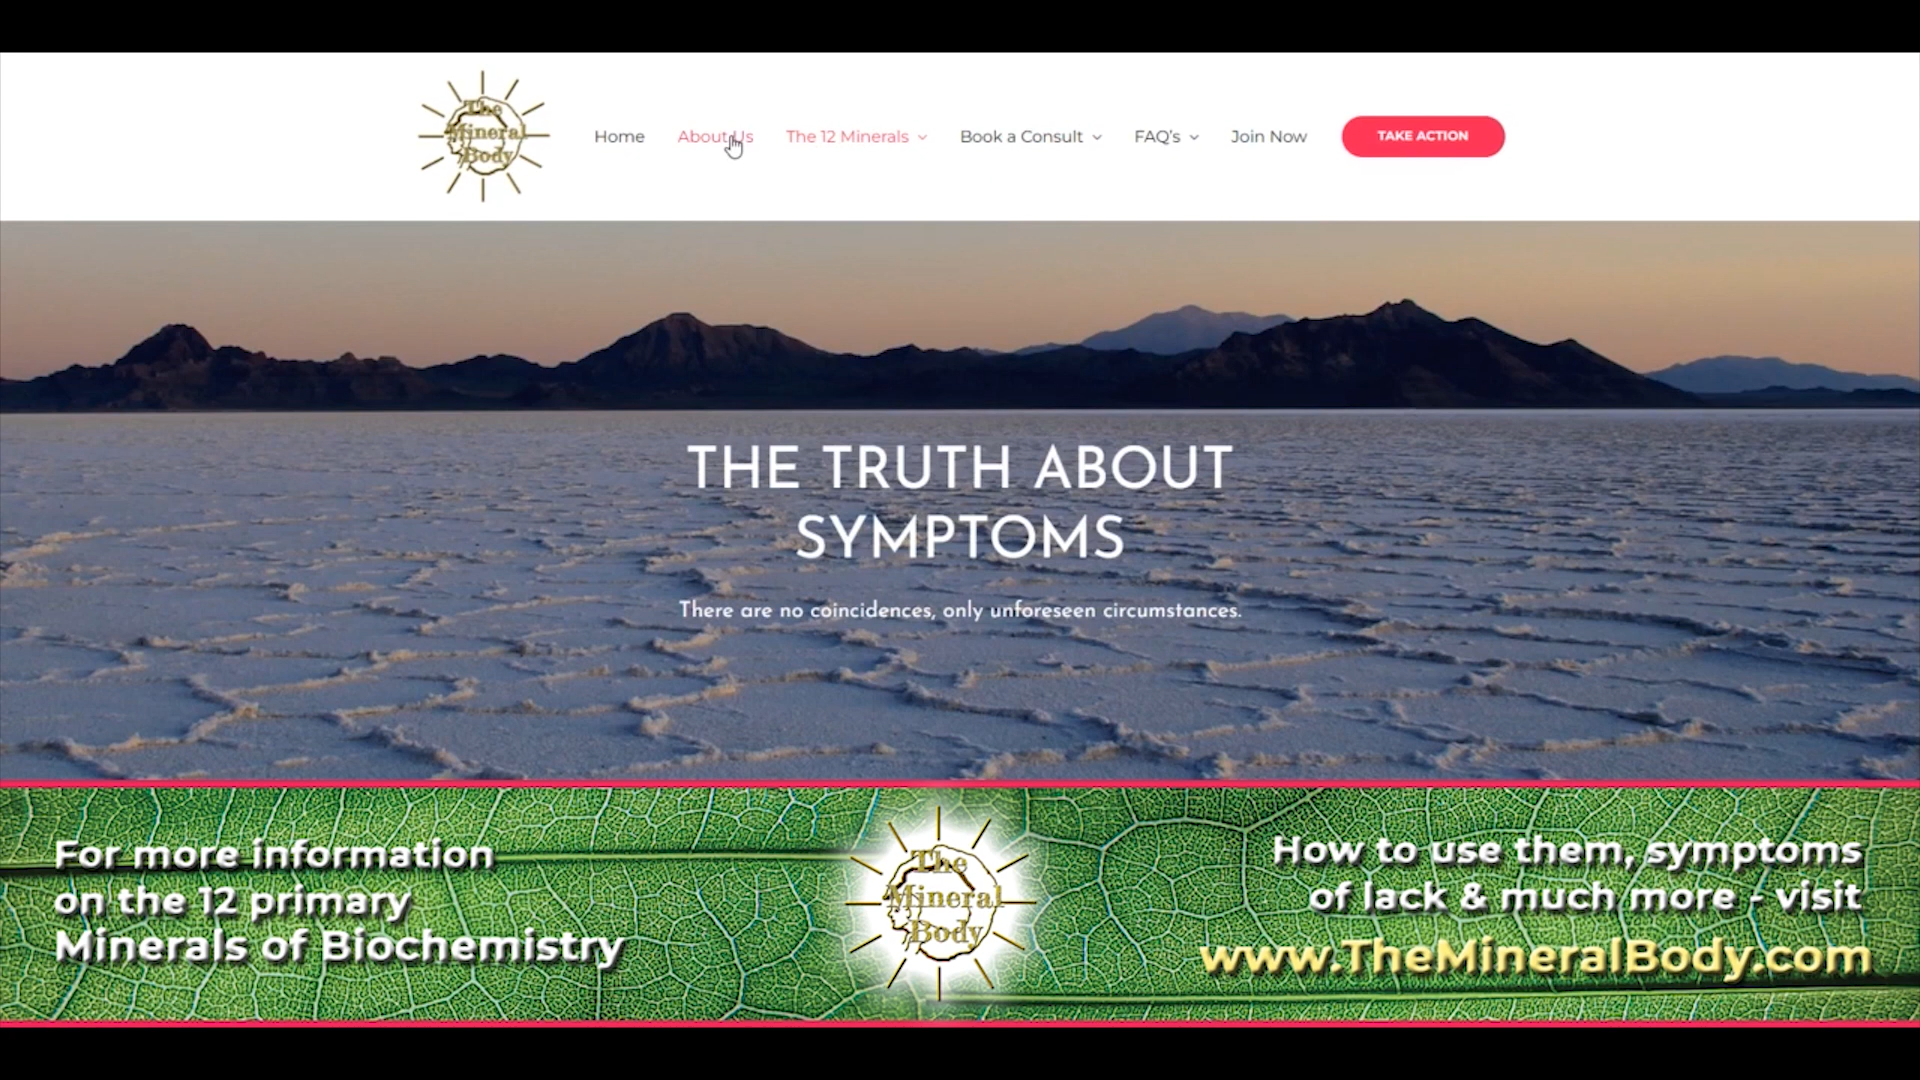 The
Mineral
Body
Home About Us The 12 Minerals Book a Consult FAQ's Join Now TAKE ACTION
THE TRUTH ABOUT
SYMPTOMS
There are no coincidences, only unforeseen circumstances.
For more information
on the 12 primary
Minerals of Biochemistry
The
Mineral
Body
How to use them, symptoms
of lack & much more - visit
www.TheMineralBody.com